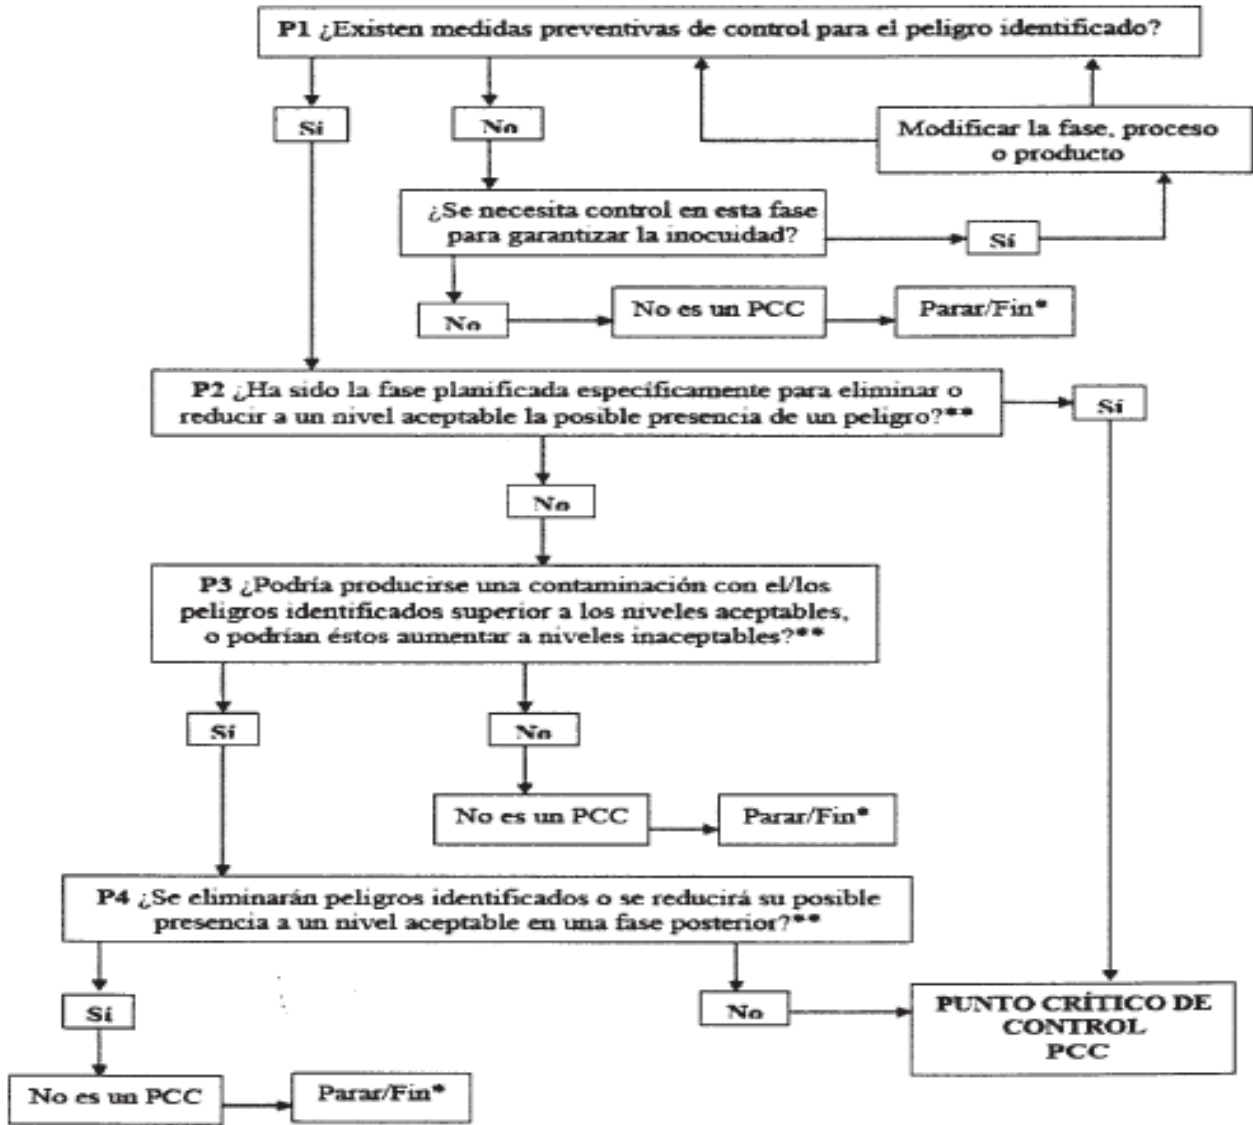 P1 ¿Existen medidas preventivas de control para el peligro identificado?
Sí
No
Modificar la fase, proceso
o producto
¿Se necesita control en esta fase
para garantizar la inocuidad?
Sí
No
No es un PCC
Parar/Fin*
P2 ¿Ha sido la fase planificada específicamente para eliminar o
reducir a un nivel aceptable la posible presencia de un peligro?**
Sí
No
P3 ¿Podría producirse una contaminación con el/los
peligros identificados superior a los niveles aceptables,
o podrían éstos aumentar a niveles inaceptables?**
Sí
No
No es un PCC
Parar/Fin*
P4 ¿Se eliminarán peligros identificados o se reducirá su posible
presencia a un nivel aceptable en una fase posterior?**
Sí
No
PUNTO CRÍTICO DE
CONTROL
PCC
No es un PCC
Parar/Fin*